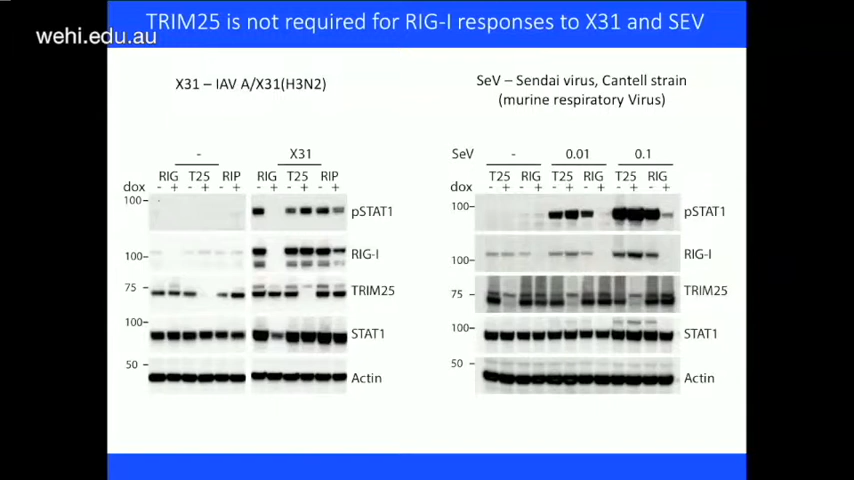 TRIM25 is not required for RIG-I responses to X31 and SEV
wehi.edu.au
X31 – IAV A/X31(H3N2)
- X31
RIG T25 RIP RIG T25 RIP
dox - + - + - + - + - + - +
100 pSTAT1
100 RIG-I
75 TRIM25
100 STAT1
50 Actin
SeV – Sendai virus, Cantell strain
(murine respiratory Virus)
SeV - 0.01 0.1
T25 RIG T25 RIG T25 RIG
dox - + - + - + - + - + - +
100 pSTAT1
100 RIG-I
75 TRIM25
100 STAT1
50 Actin